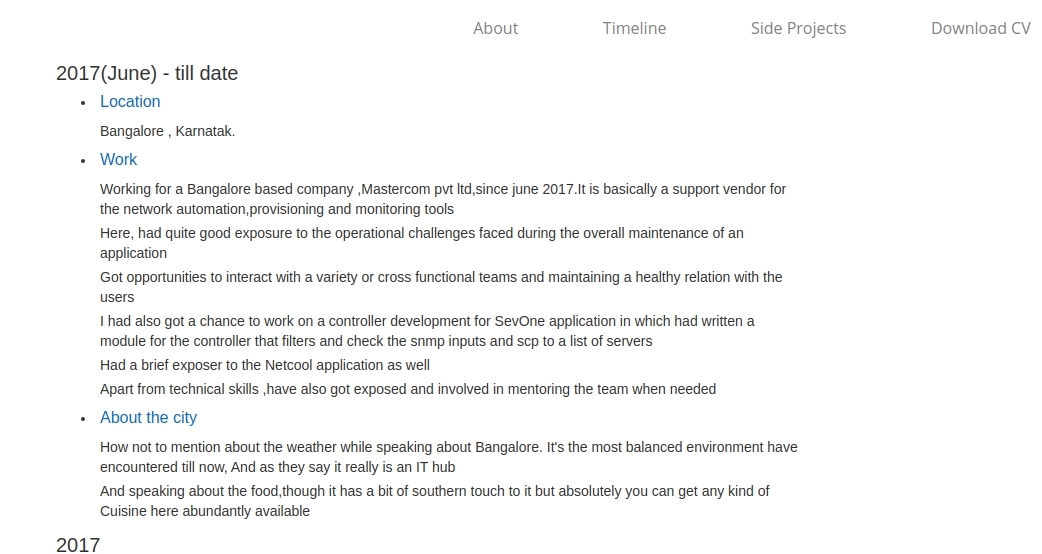 About Timeline Side Projects Download CV
2017(June) - till date
Location
Bangalore , Karnatak.
Work
Working for a Bangalore based company ,Mastercom pvt ltd,since june 2017.It is basically a support vendor for
the network automation,provisioning and monitoring tools
Here, had quite good exposure to the operational challenges faced during the overall maintenance of an
application
Got opportunities to interact with a variety or cross functional teams and maintaining a healthy relation with the
users
I had also got a chance to work on a controller development for SevOne application in which had written a
module for the controller that filters and check the snmp inputs and scp to a list of servers
Had a brief exposer to the Netcool application as well
Apart from technical skills ,have also got exposed and involved in mentoring the team when needed
About the city
How not to mention about the weather while speaking about Bangalore. It's the most balanced environment have
encountered till now, And as they say it really is an IT hub
And speaking about the food,though it has a bit of southern touch to it but absolutely you can get any kind of
Cuisine here abundantly available
2017